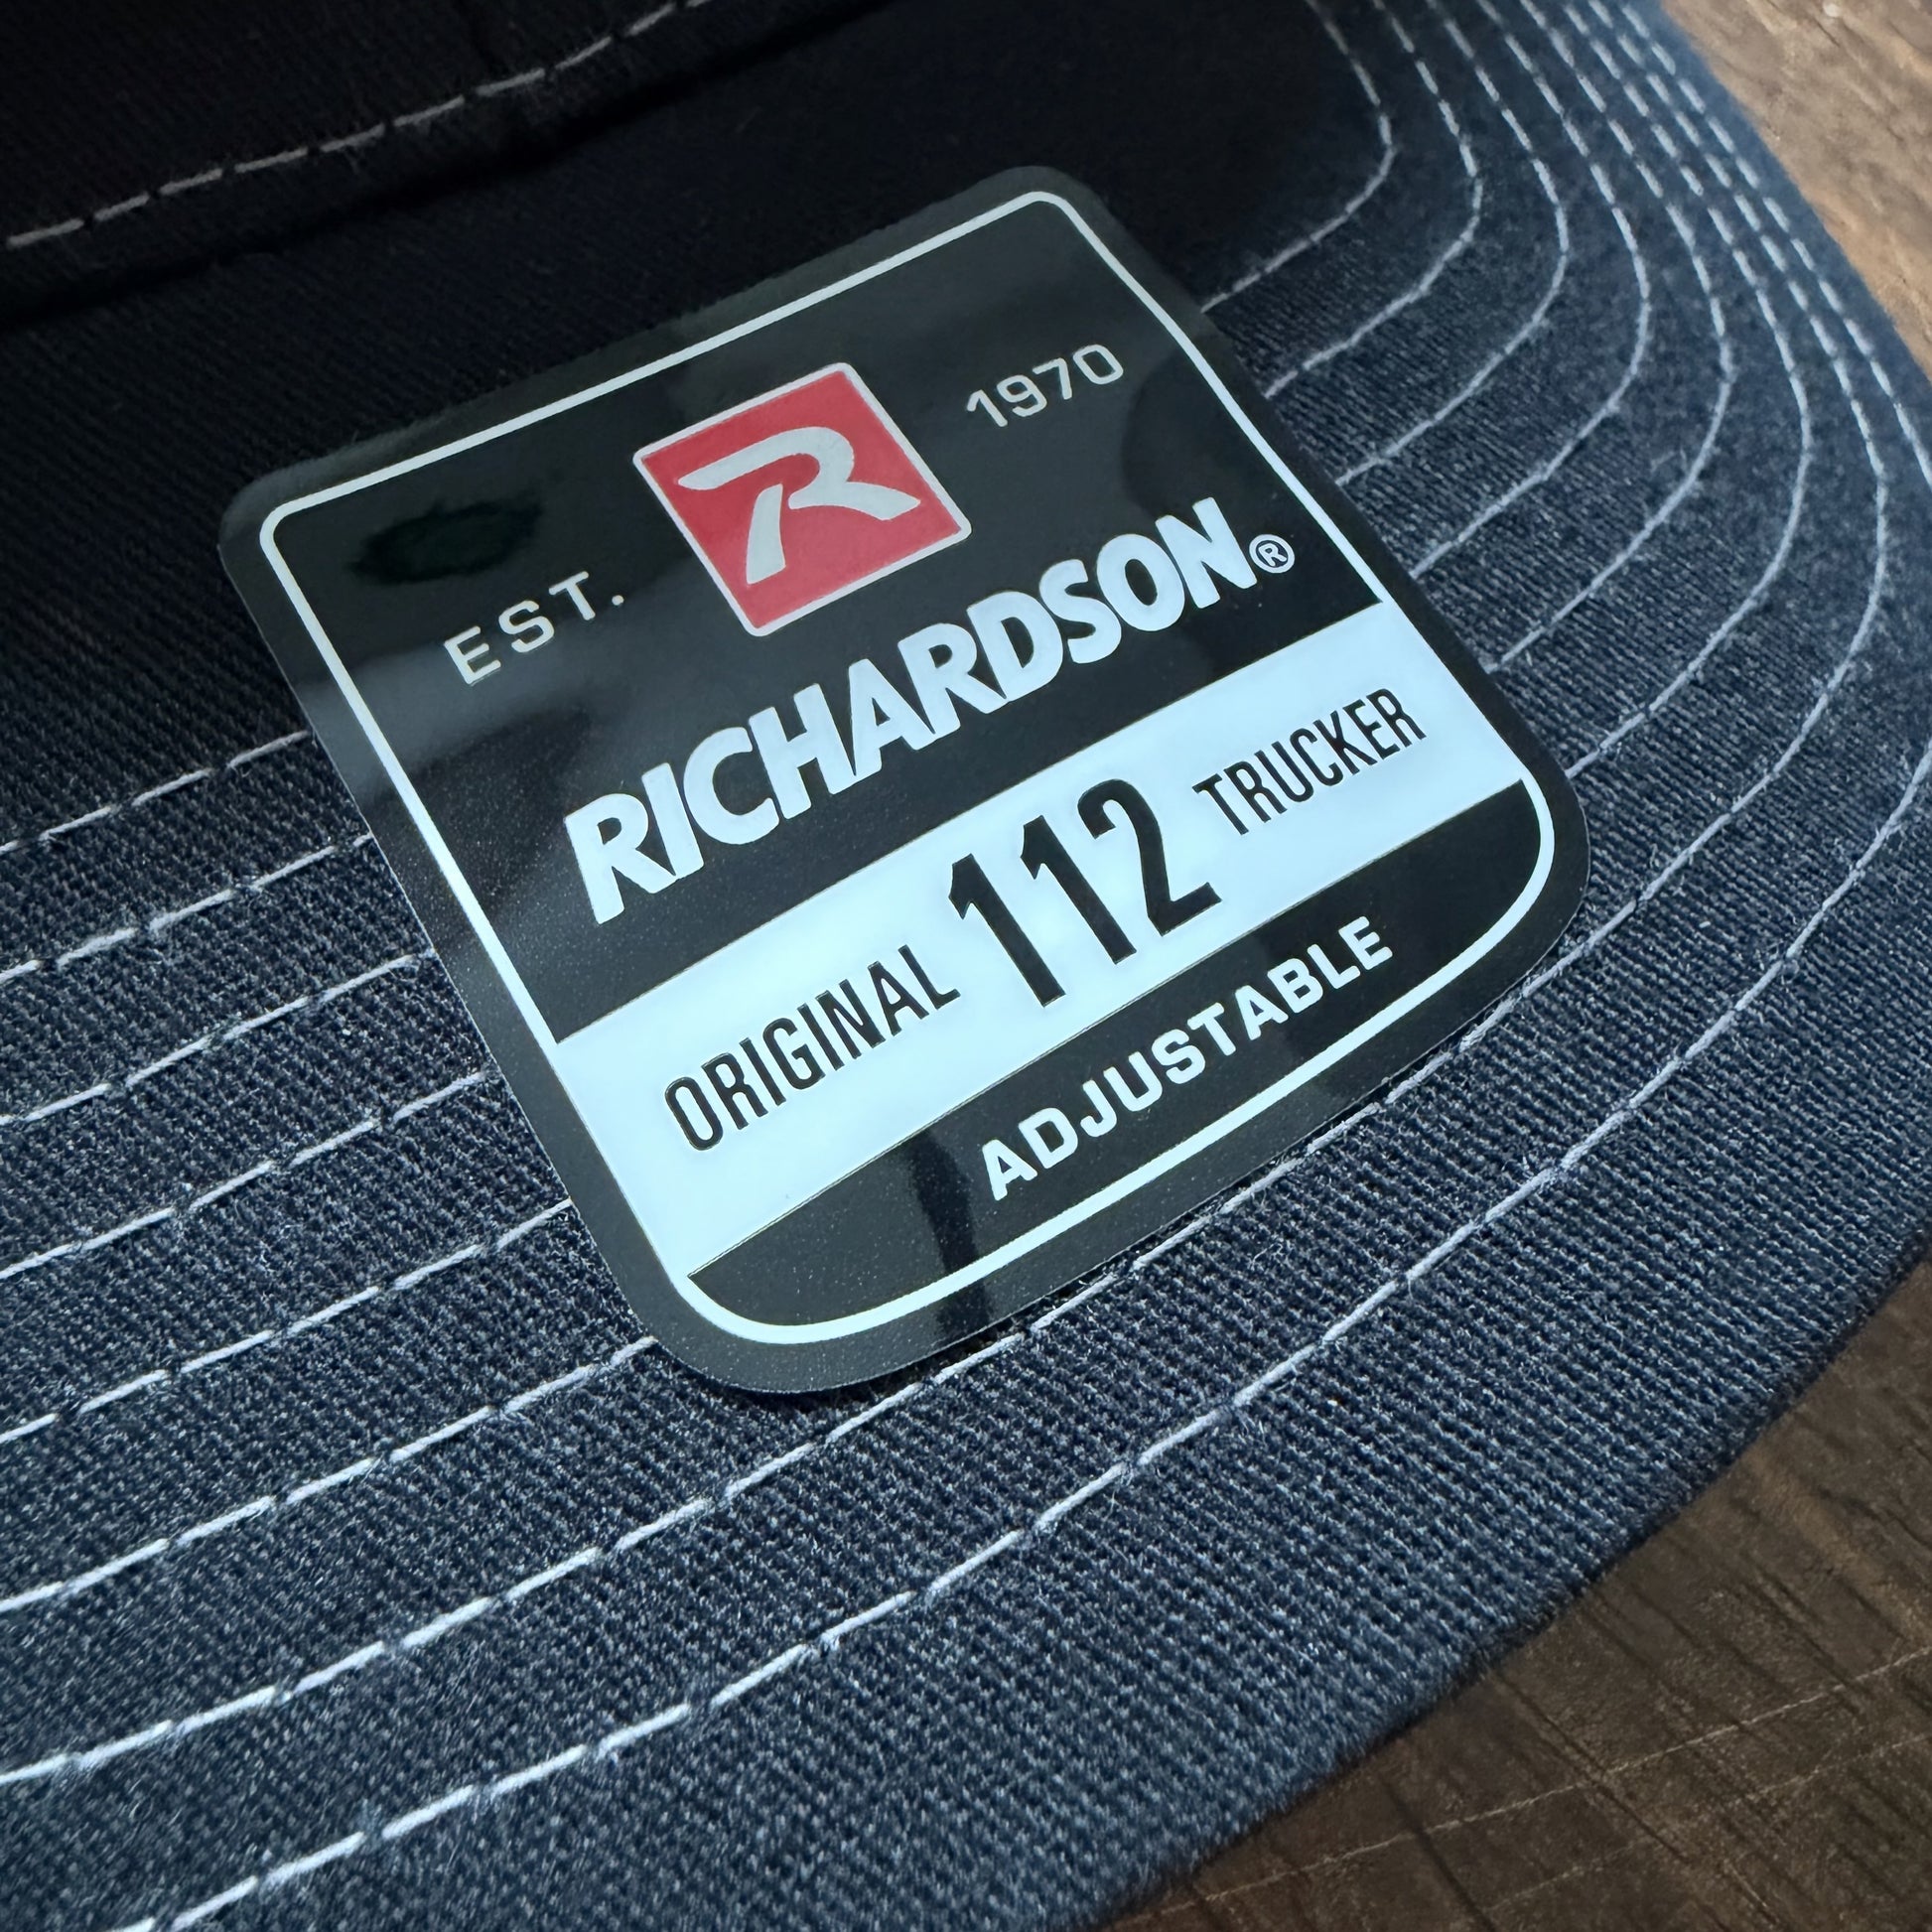 EST. R 1970
RICHARDSON®
ORIGINAL 112 TRUCKER
ADJUSTABLE